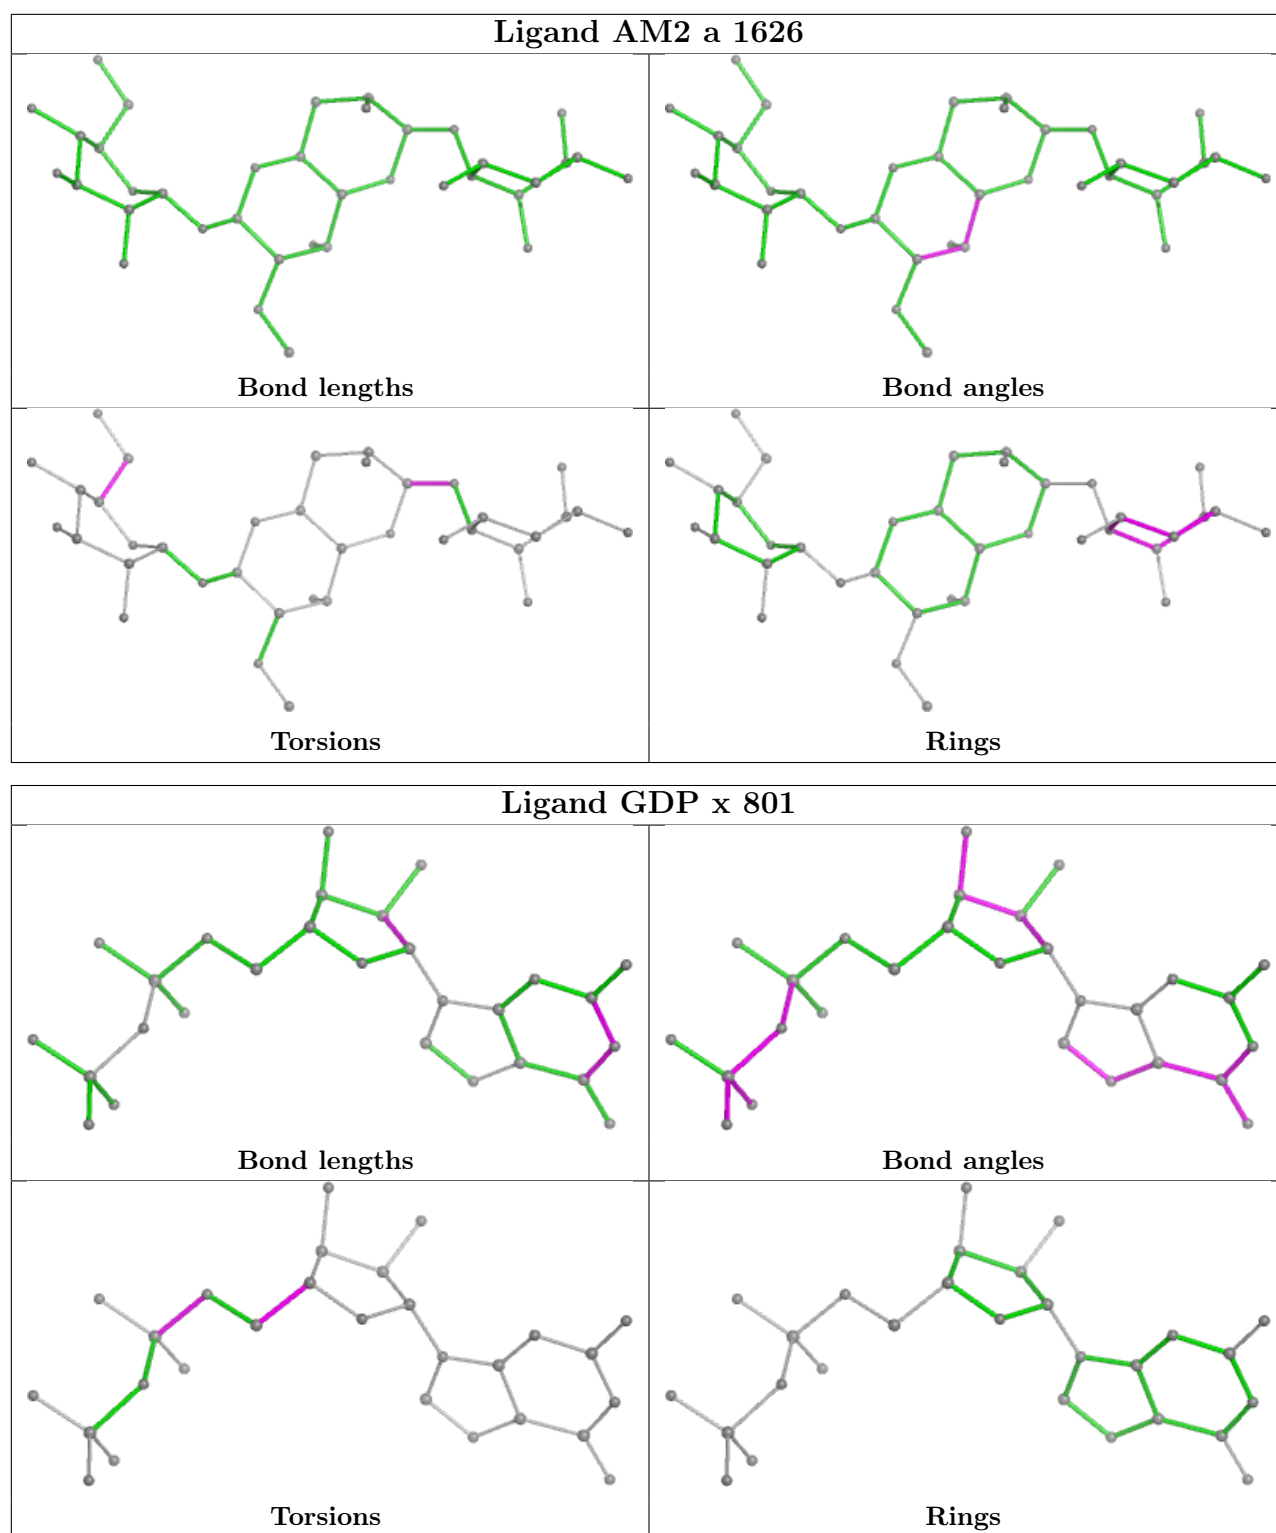 Ligand AM2 a 1626
Bond lengths
Bond angles
Torsions
Rings
Ligand GDP x 801
Bond lengths
Bond angles
Torsions
Rings